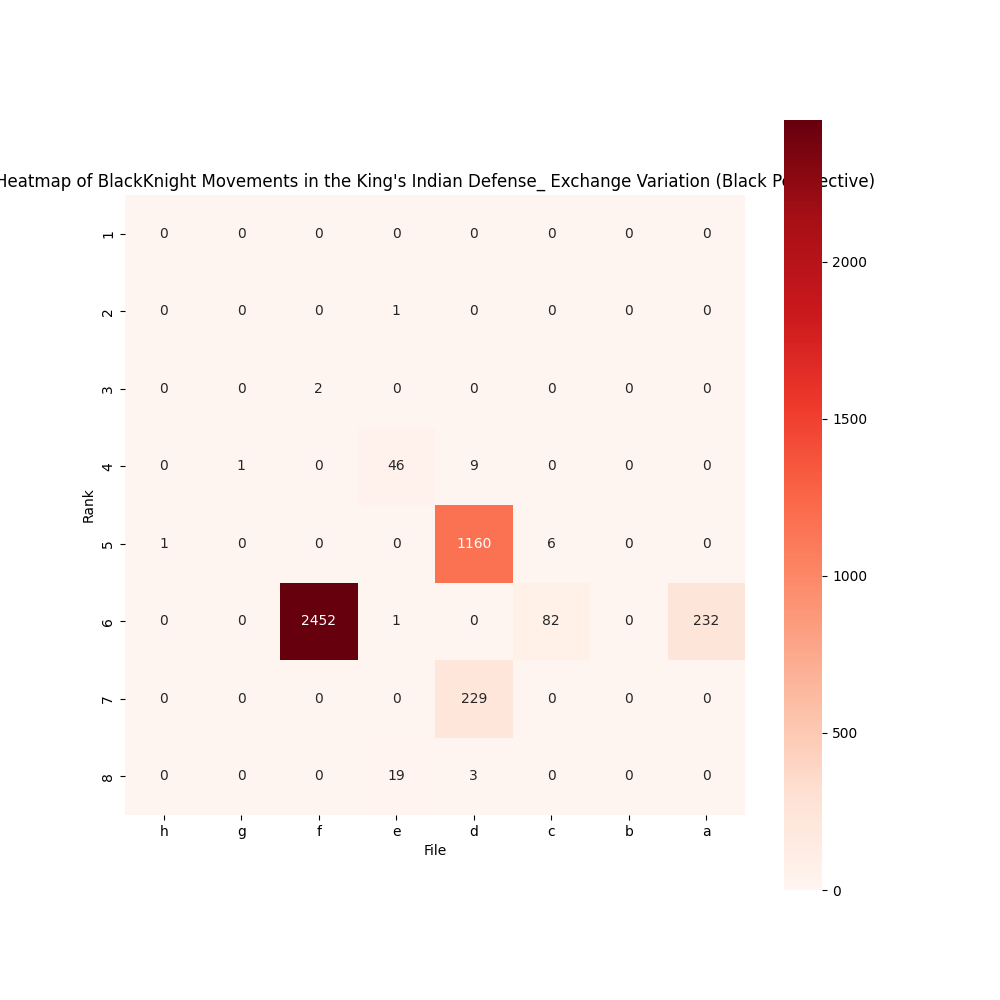 Heatmap of BlackKnight Movements in the King's Indian Defense_ Exchange Variation (Black P ective)
1 0 0 0 0 0 0 0 0
2 0 0 0 1 0 0 0 0
3 0 0 2 0 0 0 0 0
4 0 1 0 46 9 0 0 0
5 1 0 0 0 1160 6 0 0
6 0 0 2452 1 0 82 0 232
7 0 0 0 0 229 0 0 0
8 0 0 0 19 3 0 0 0
h g f e d c b a
File
Rank
2000
1500
1000
500
0